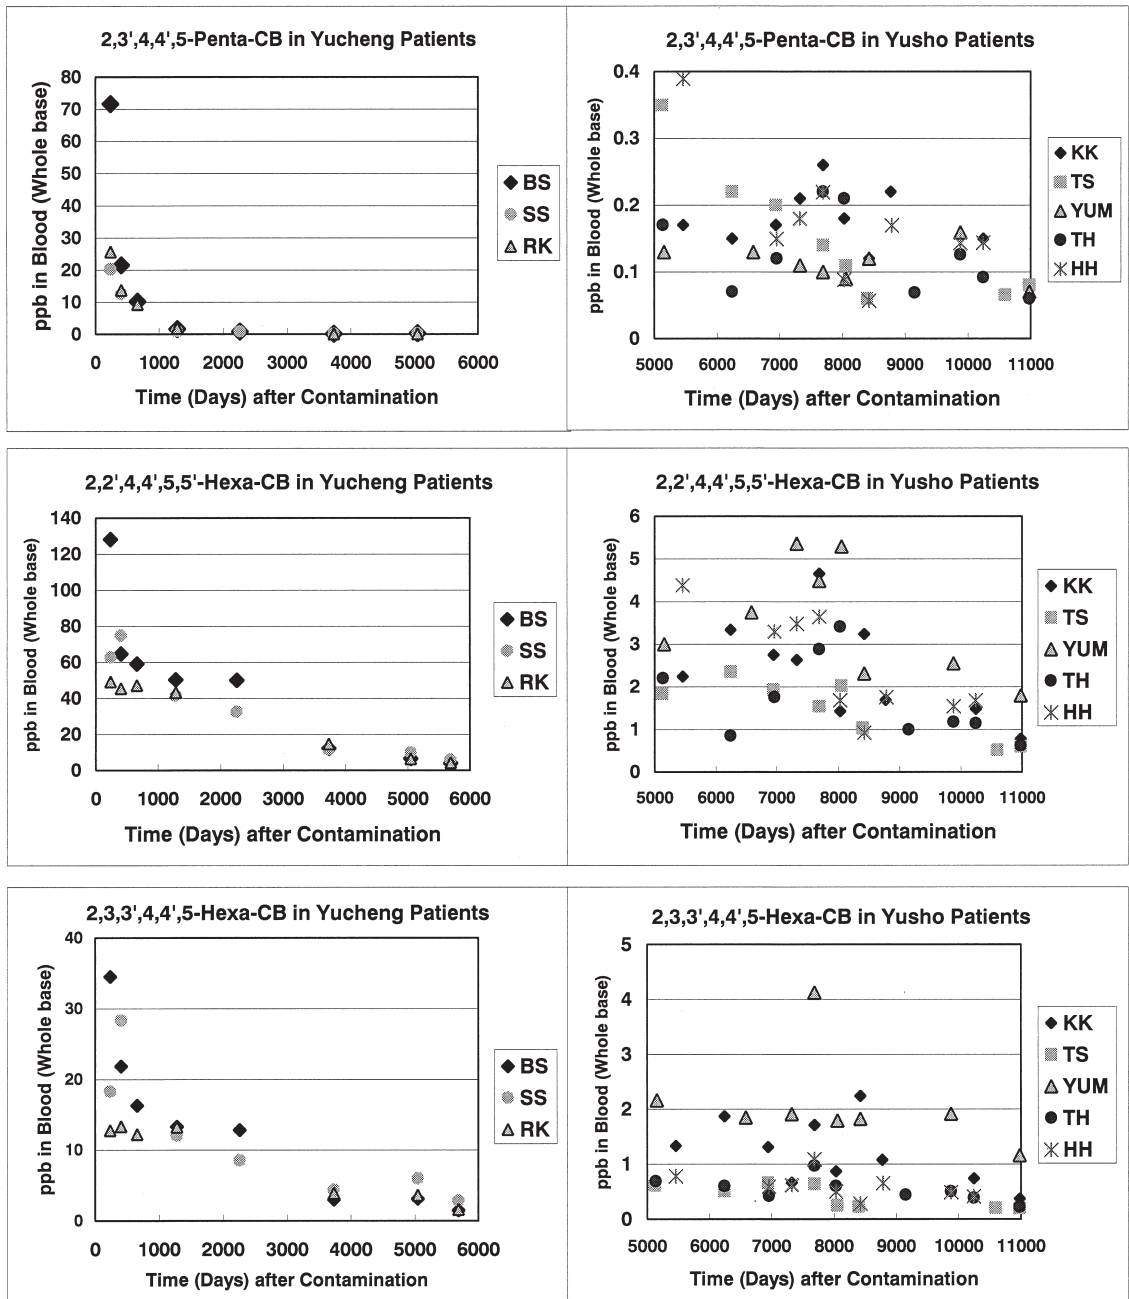 2,3',4,4',5-Penta-CB in Yucheng Patients
ppb in Blood (Whole base)
80
70
60
50
40
30
20
10
0
0 1000 2000 3000 4000 5000 6000
Time (Days) after Contamination
BS
SS
RK
2,3',4,4',5-Penta-CB in Yusho Patients
ppb in Blood (Whole base)
0.4
0.3
0.2
0.1
0
5000 6000 7000 8000 9000 10000 11000
Time (Days) after Contamination
KK
TS
YUM
TH
HH
2,2',4,4',5,5'-Hexa-CB in Yucheng Patients
ppb in Blood (Whole base)
140
120
100
80
60
40
20
0
0 1000 2000 3000 4000 5000 6000
Time (Days) after Contamination
BS
SS
RK
2,2',4,4',5,5'-Hexa-CB in Yusho Patients
ppb in Blood (Whole base)
6
5
4
3
2
1
0
5000 6000 7000 8000 9000 10000 11000
Time (Days) after Contamination
KK
TS
YUM
TH
HH
2,3,3',4,4',5-Hexa-CB in Yucheng Patients
ppb in Blood (Whole base)
40
30
20
10
0
0 1000 2000 3000 4000 5000 6000
Time (Days) after Contamination
BS
SS
RK
2,3,3',4,4',5-Hexa-CB in Yusho Patients
ppb in Blood (Whole base)
5
4
3
2
1
0
5000 6000 7000 8000 9000 10000 11000
Time (Days) after Contamination
KK
TS
YUM
TH
HH